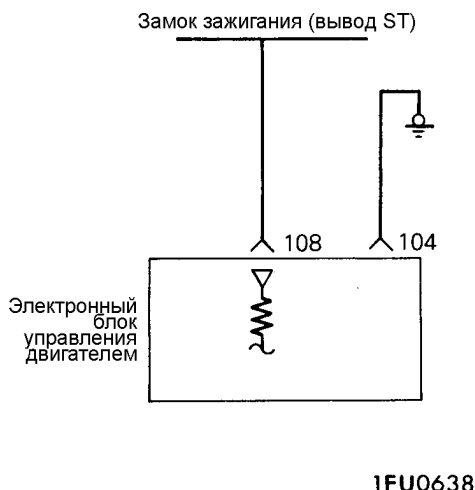 Замок зажигания (вывод ST)
108
104
Электронный
блок
управления
двигателем
1FU0638